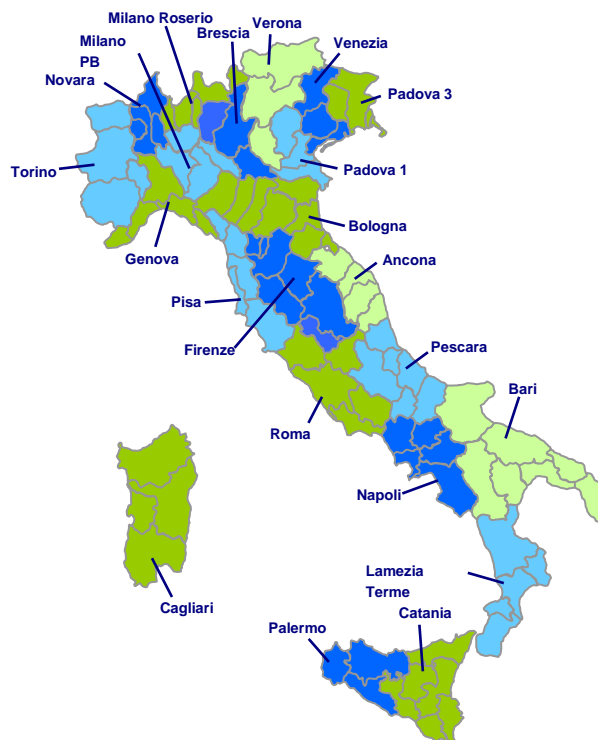 Milano Roserio
Verona
Brescia
Venezia
Milano
PB
Novara
Padova 3
Torino
Padova 1
Bologna
Genova
Ancona
Pisa
Firenze
Pescara
Bari
Roma
Napoli
Lamezia
Terme
Cagliari
Catania
Palermo